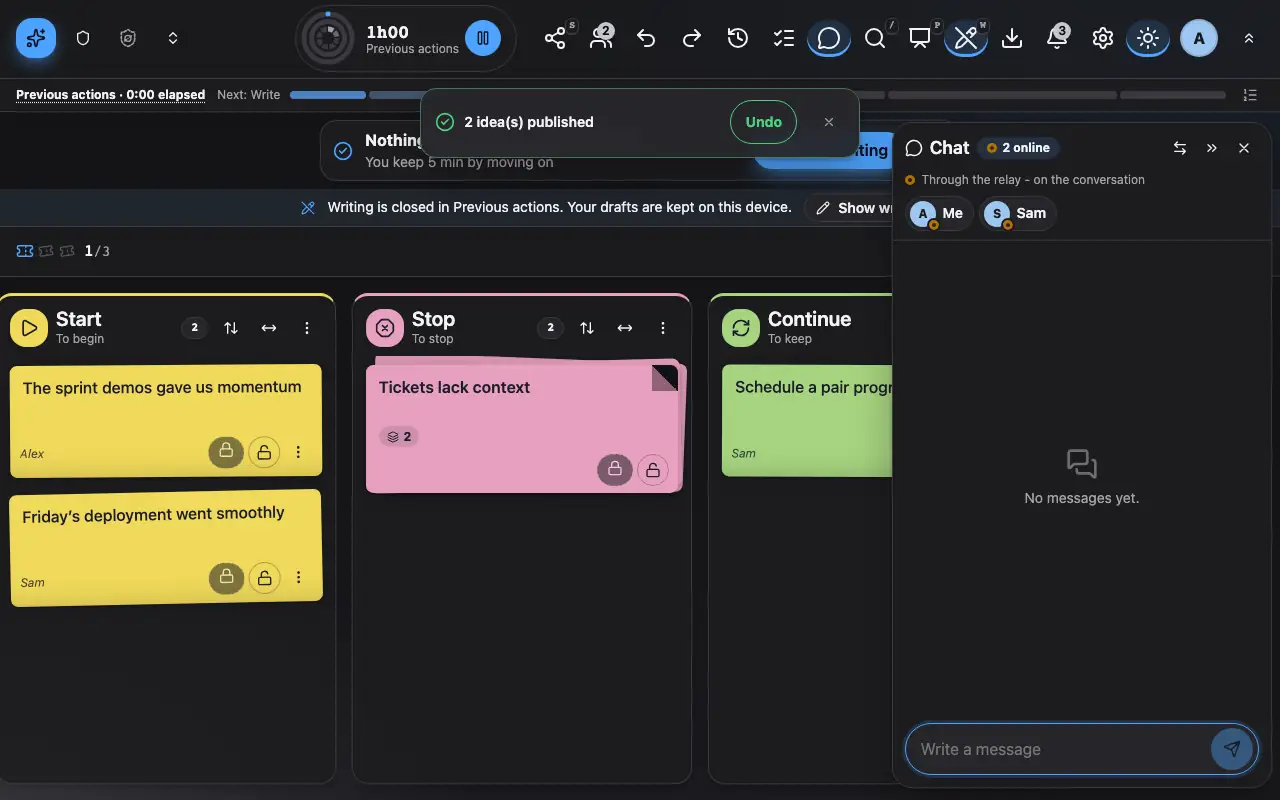 1h00
Previous actions
S
2
/
P
W
3
A
Previous actions · 0:00 elapsed
Next: Write
2 idea(s) published
Undo
You keep 5 min by moving on
Writing is closed in Previous actions. Your drafts are kept on this device.
Show
1/3
Start
To begin
2
The sprint demos gave us momentum
Alex
Friday's deployment went smoothly
Sam
Stop
To stop
2
Tickets lack context
2
Continue
To keep
Schedule a pair
Sam
Chat
2 online
Through the relay - on the conversation
A
Me
S
Sam
No messages yet.
Write a message